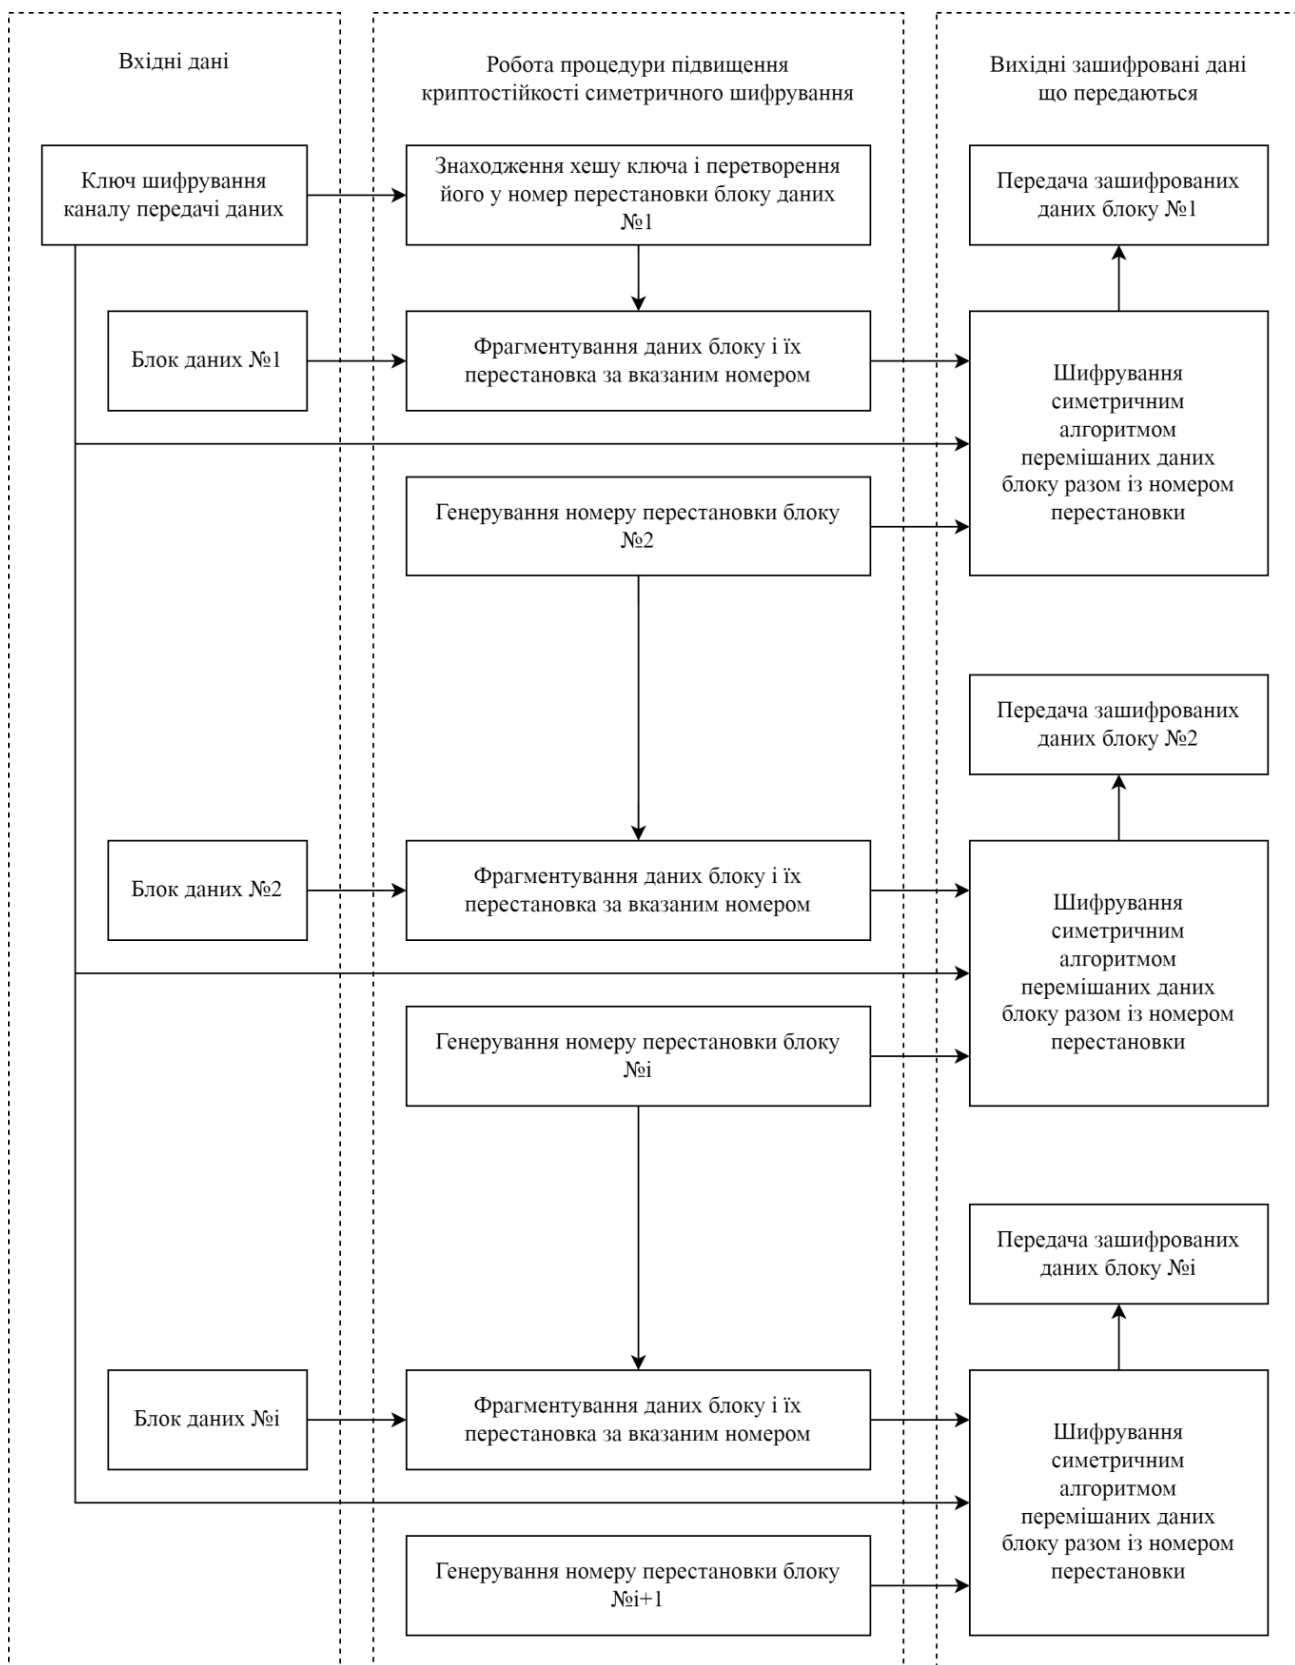 Вхідні дані
Робота процедури підвищення
криптостійкості симетричного шифрування
Вихідні зашифровані дані
що передаються
Ключ шифрування
каналу передачі даних
Знаходження хешу ключа і перетворення
його у номер перестановки блоку даних
№1
Передача зашифрованих
даних блоку №1
Блок даних №1
Фрагментування даних блоку і їх
перестановка за вказаним номером
Шифрування
симетричним
алгоритмом
перемішаних даних
блоку разом із номером
перестановки
Генерування номеру перестановки блоку
№2
Передача зашифрованих
даних блоку №2
Блок даних №2
Фрагментування даних блоку і їх
перестановка за вказаним номером
Шифрування
симетричним
алгоритмом
перемішаних даних
блоку разом із номером
перестановки
Генерування номеру перестановки блоку
№i
Передача зашифрованих
даних блоку №i
Блок даних №i
Фрагментування даних блоку і їх
перестановка за вказаним номером
Шифрування
симетричним
алгоритмом
перемішаних даних
блоку разом із номером
перестановки
Генерування номеру перестановки блоку
№i+1